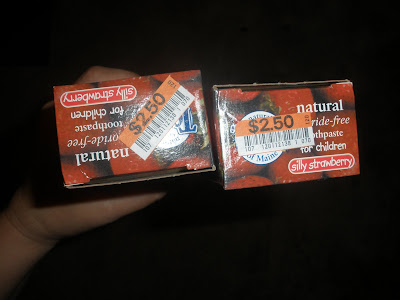 $2.50
natural
oride-free
toothpaste
for children
silly strawberry
$2.50
of Maine
natural
ride-free
othpaste
for children
silly strawberry